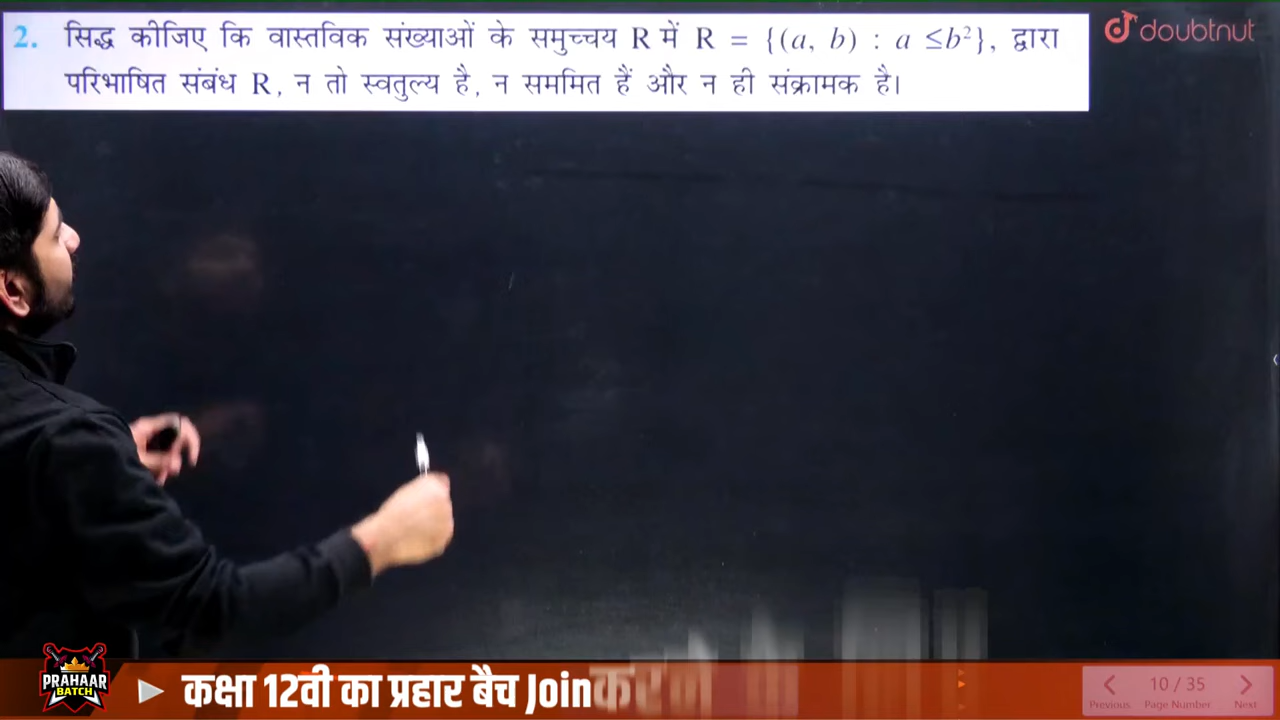 2. सिद्ध कीजिए कि वास्तविक संख्याओं के समुच्चय R में R = {(a, b) : a ≤b²}, द्वारा
परिभाषित संबंध R, न तो स्वतुल्य है, न सममित हैं और न ही संक्रामक है।
doubtnut
PRAHAAR
BATCH
कक्षा 12वी का प्रहार बैच Join
10 / 35
Previous Page Number Next